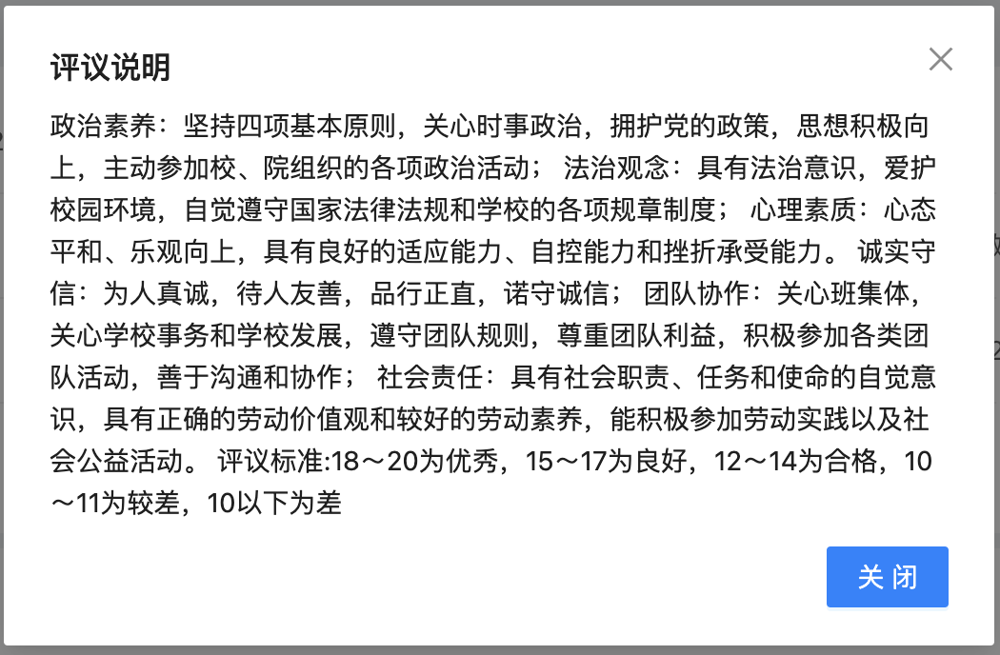 评议说明
政治素养：坚持四项基本原则，关心时事政治，拥护党的政策，思想积极向
上，主动参加校、院组织的各项政治活动； 法治观念：具有法治意识，爱护
校园环境，自觉遵守国家法律法规和学校的各项规章制度； 心理素质：心态
平和、乐观向上，具有良好的适应能力、自控能力和挫折承受能力。 诚实守
信：为人真诚，待人友善，品行正直，诺守诚信； 团队协作：关心班集体，
关心学校事务和学校发展，遵守团队规则，尊重团队利益，积极参加各类团
队活动，善于沟通和协作； 社会责任：具有社会职责、任务和使命的自觉意
识，具有正确的劳动价值观和较好的劳动素养，能积极参加劳动实践以及社
会公益活动。 评议标准:18～20为优秀，15～17为良好，12～14为合格，10
～11为较差，10以下为差
关 闭